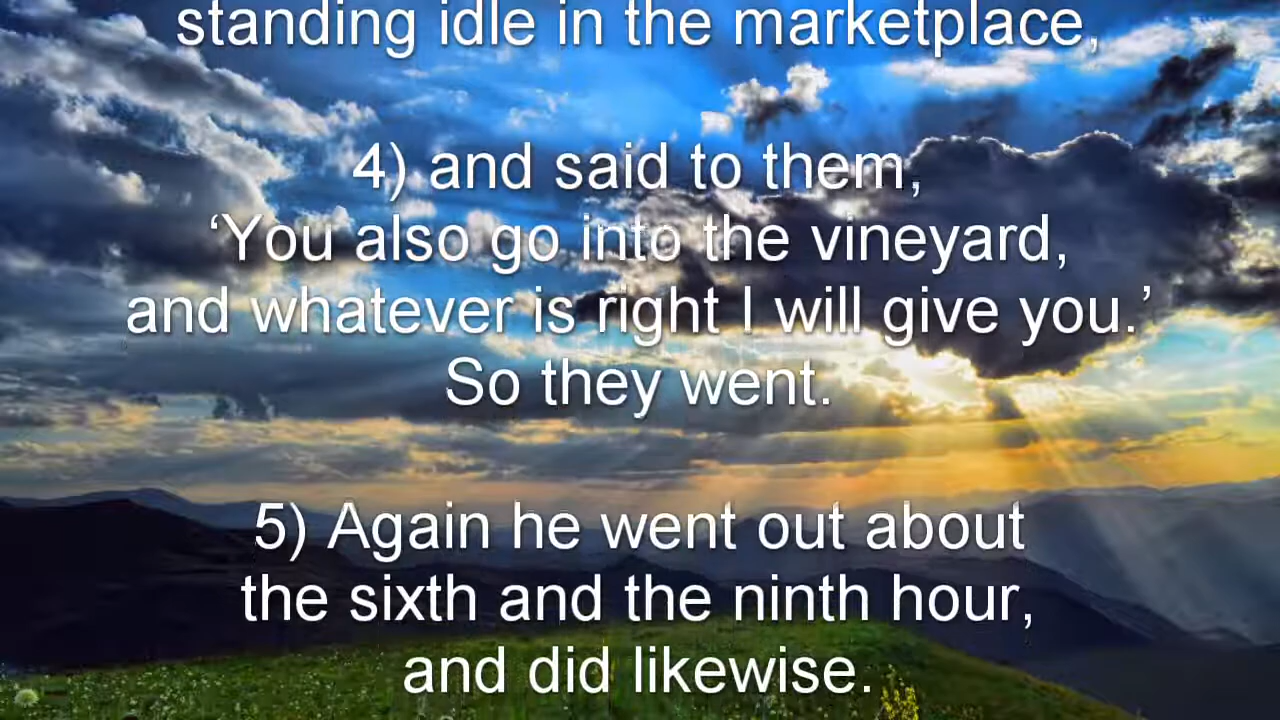 standing idle in the marketplace,
4) and said to them,
‘You also go into the vineyard,
and whatever is right I will give you.’
So they went.
5) Again he went out about
the sixth and the ninth hour,
and did likewise.